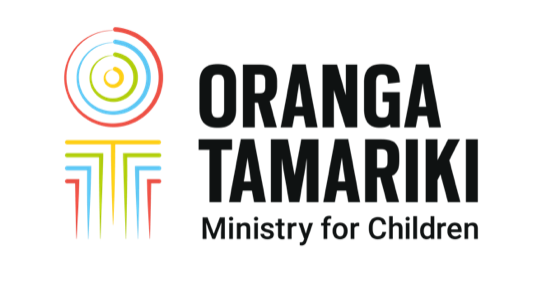 ORANGA
TAMARIKI
Ministry for Children